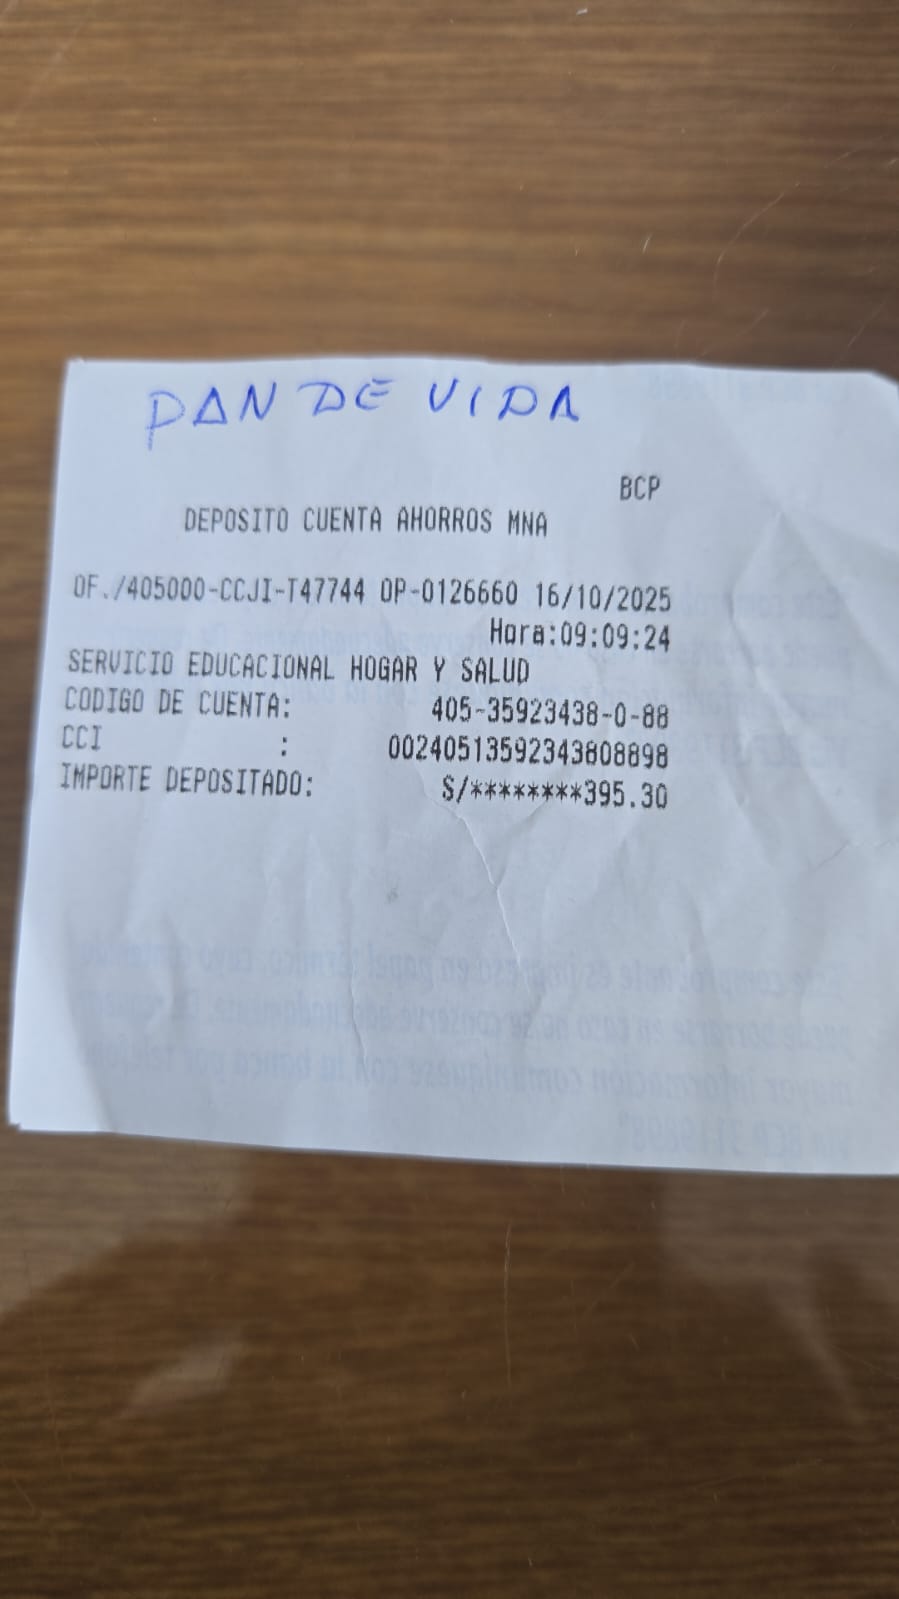 PAN DE VIDA
BCP
DEPOSITO CUENTA AHORROS MNA
OF./405000-CCJI-T47744 OP-0126660 16/10/2025
Hora:09:09:24
SERVICIO EDUCACIONAL HOGAR Y SALUD
CODIGO DE CUENTA: 405-35923438-0-88
CCI : 00240513592343808898
IMPORTE DEPOSITADO: S/********395.30